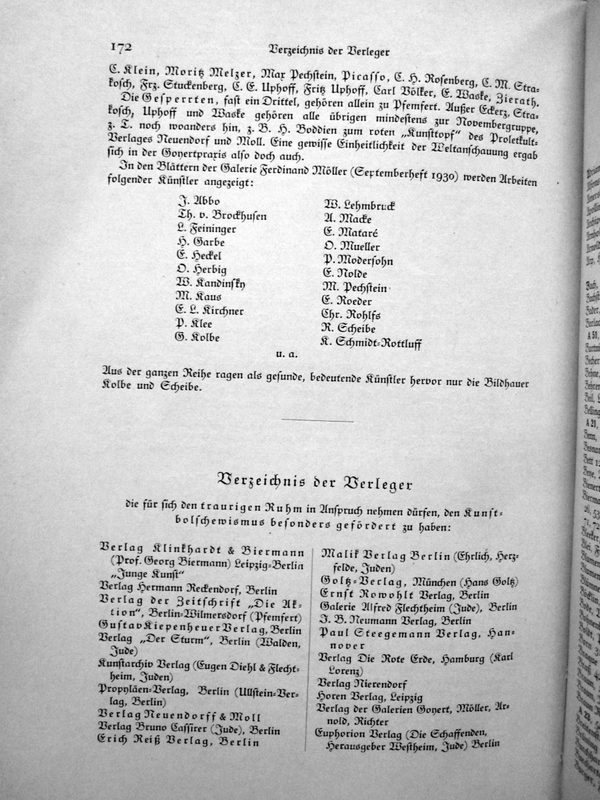 172
Verzeichnis der Verleger
C. Klein, Moritz Melzer, Max Pechstein, Picasso, C. H. Rosenberg, C. M. Stra-
kosch, Frz. Stuckenberg, C. E. Uphoff, Fritz Uphoff, Carl Völker, E. Waske, Zierath.
Die Gesperrten, fast ein Drittel, gehören allein zu Pfemfert. Außer Eckerz, Stra-
kosch, Uphoff und Waske gehören alle übrigen mindestens zur Novembergruppe,
z. T. noch woanders hin, z. B. H. Boddien zum roten „Kunsttopf“ des Proletkult-
Verlages Neuendorf und Moll. Eine gewisse Einheitlichkeit der Weltanschauung ergab
sich in der Goyertpraxis also doch auch.
In den Blättern der Galerie Ferdinand Möller (Septemberheft 1930) werden Arbeiten
folgender Künstler angezeigt:
J. Abbo
Th. v. Brockhusen
L. Feininger
H. Garbe
E. Heckel
O. Herbig
W. Kandinsky
M. Kaus
E. L. Kirchner
P. Klee
G. Kolbe
W. Lehmbruck
A. Macke
E. Mataré
O. Mueller
P. Modersohn
E. Nolde
M. Pechstein
E. Roeder
Chr. Rohlfs
R. Scheibe
K. Schmidt-Rottluff
u. a.
Aus der ganzen Reihe ragen als gesunde, bedeutende Künstler hervor nur die Bildhauer
Kolbe und Scheibe.
Verzeichnis der Verleger
die für sich den traurigen Ruhm in Anspruch nehmen dürfen, den Kunst-
bolschewismus besonders gefördert zu haben:
Verlag Klinkhardt & Biermann
(Prof. Georg Biermann) Leipzig-Berlin
„Junge Kunst“
Verlag Hermann Reckendorf, Berlin
Verlag der Zeitschrift „Die Ak-
tion“, Berlin-Wilmersdorf (Pfemfert)
Gustav Kiepenheuer Verlag, Berlin
Verlag „Der Sturm“, Berlin (Walden,
Jude)
Kunstarchiv Verlag (Eugen Diehl & Flecht-
heim, Juden)
Propyläen-Verlag, Berlin (Ullstein-Ver-
lag, Berlin)
Verlag Neuendorff & Moll
Verlag Bruno Cassirer (Jude), Berlin
Erich Reiß Verlag, Berlin
Malik Verlag Berlin (Ehrlich, Herz-
felde, Juden)
Goltz-Verlag, München (Hans Goltz)
Ernst Rowohlt Verlag, Berlin
Galerie Alfred Flechtheim (Jude), Berlin
J. B. Neumann Verlag, Berlin
Paul Steegemann Verlag, Han-
nover
Verlag Die Rote Erde, Hamburg (Karl
Lorenz)
Verlag Nierendorf
Horen Verlag, Leipzig
Verlag der Galerien Goyert, Möller, Ar-
nold, Richter
Euphorion Verlag (Die Schaffenden,
Herausgeber Westheim, Jude) Berlin